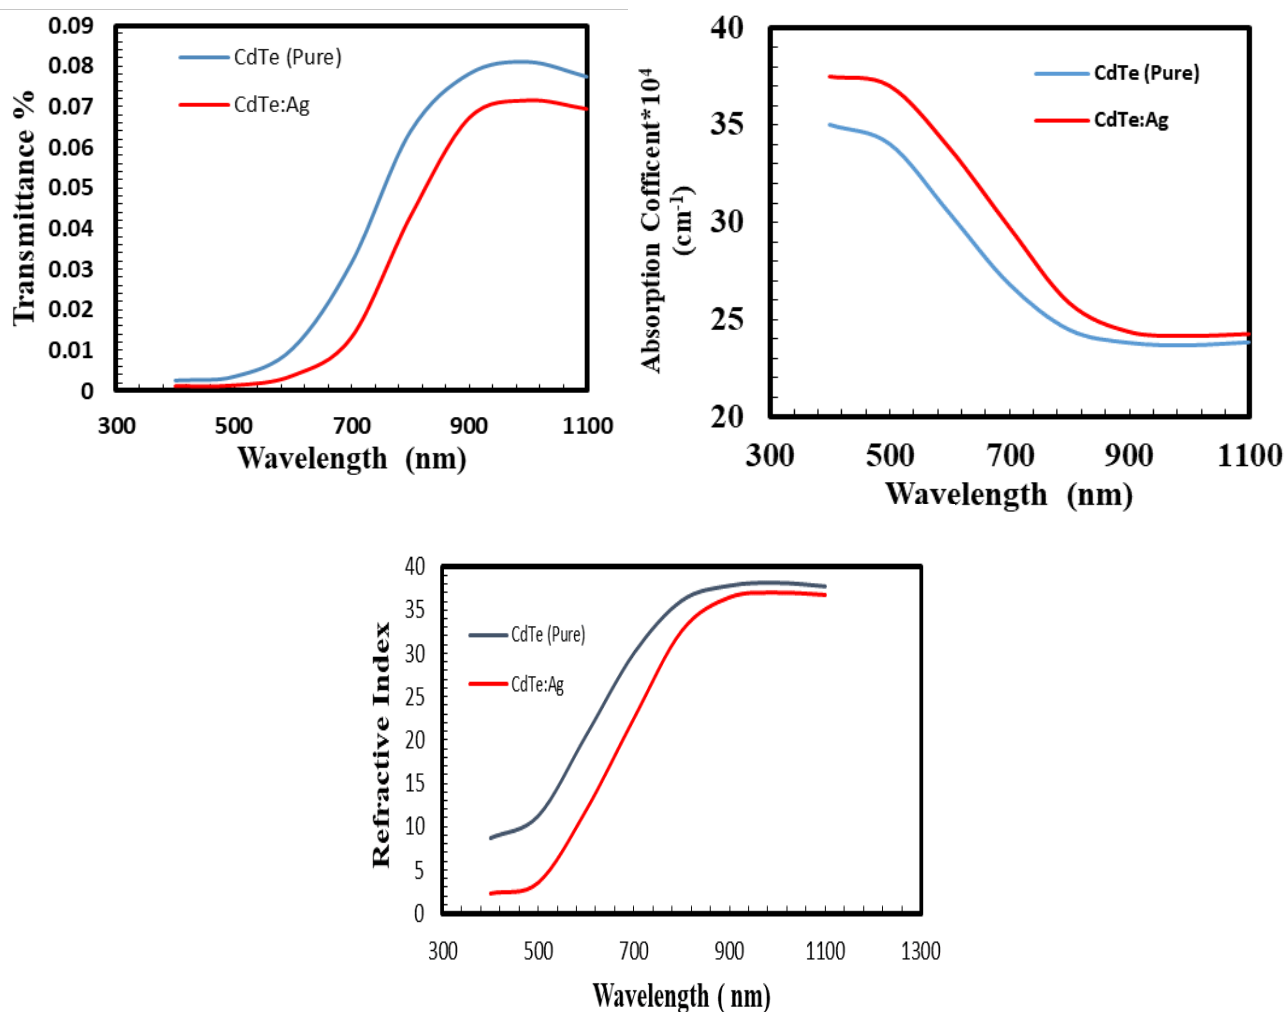 0.09
0.08
0.07
0.06
0.05
0.04
0.03
0.02
0.01
0
Transmittance %
CdTe (Pure)
CdTe:Ag
300 500 700 900 1100
Wavelength (nm)
40
35
30
25
20
Absorption Cofficent*10⁴
(cm⁻¹)
CdTe (Pure)
CdTe:Ag
300 500 700 900 1100
Wavelength (nm)
40
35
30
25
20
15
10
5
0
Refractive Index
CdTe (Pure)
CdTe:Ag
300 500 700 900 1100 1300
Wavelength ( nm)